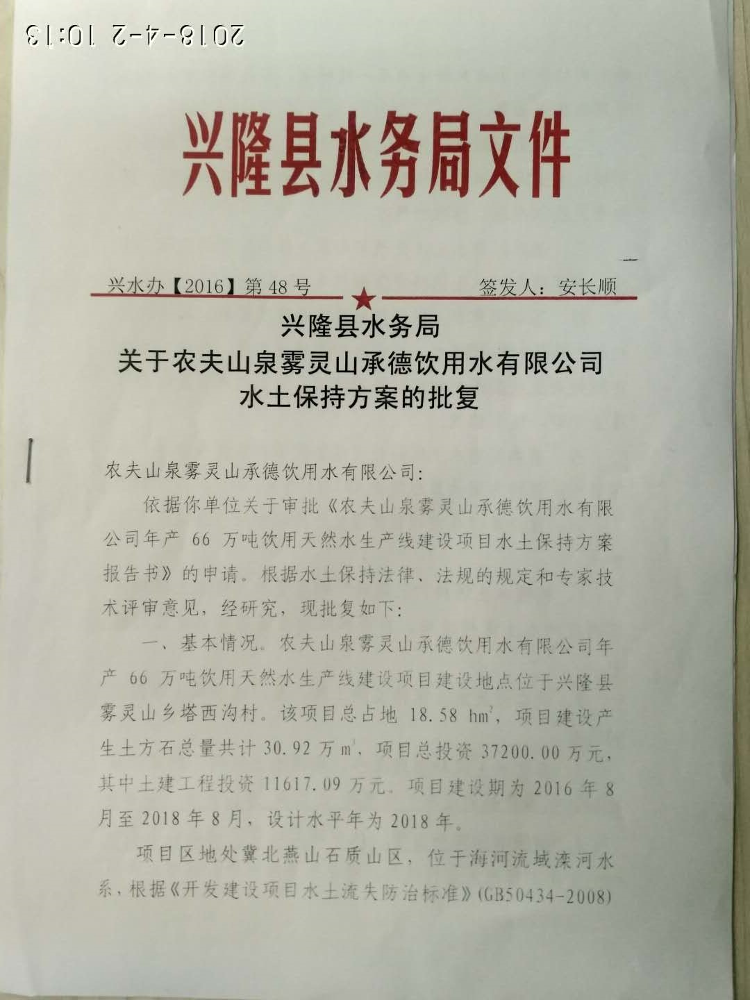 2018-4-2 10:13
兴隆县水务局文件
兴水办【2016】第 48 号 签发人：安长顺
兴隆县水务局
关于农夫山泉雾灵山承德饮用水有限公司
水土保持方案的批复
农夫山泉雾灵山承德饮用水有限公司：
依据你单位关于审批《农夫山泉雾灵山承德饮用水有限
公司年产 66 万吨饮用天然水生产线建设项目水土保持方案
报告书》的申请。根据水土保持法律、法规的规定和专家技
术评审意见，经研究，现批复如下：
一、基本情况。农夫山泉雾灵山承德饮用水有限公司年
产 66 万吨饮用天然水生产线建设项目建设地点位于兴隆县
雾灵山乡塔西沟村。该项目总占地 18.58 hm²，项目建设产
生土方石总量共计 30.92 万 m³，项目总投资 37200.00 万元，
其中土建工程投资 11617.09 万元。项目建设期为 2016 年 8
月至 2018 年 8 月，设计水平年为 2018 年。
项目区地处冀北燕山石质山区，位于海河流域滦河水
系，根据《开发建设项目水土流失防治标准》(GB50434-2008)